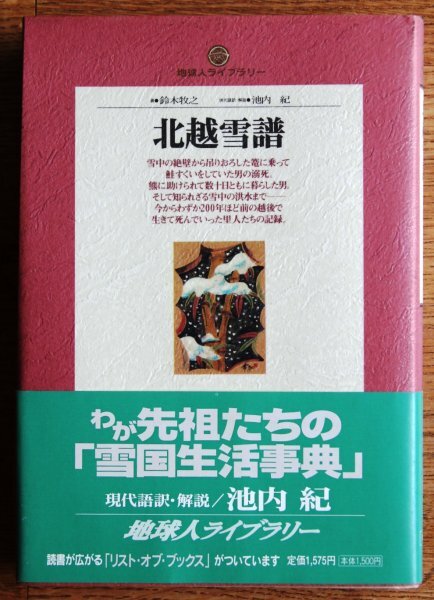 地球人ライブラリー
著●鈴木牧之 現代語訳・解説●池内 紀
北越雪譜
雪中の絶壁から吊りおろした篭に乗って
鮭すくいをしていた男の溺死。
熊に助けられて数十日ともに暮らした男。
そして知られざる雪中の洪水まで――
今からわずか200年ほど前の越後で
生きて死んでいった里人たちの記録。
わが先祖たちの
「雪国生活事典」
現代語訳・解説/池内 紀
地球人ライブラリー
読書が広がる「リスト・オブ・ブックス」がついています 定価1,575円 本体1,500円